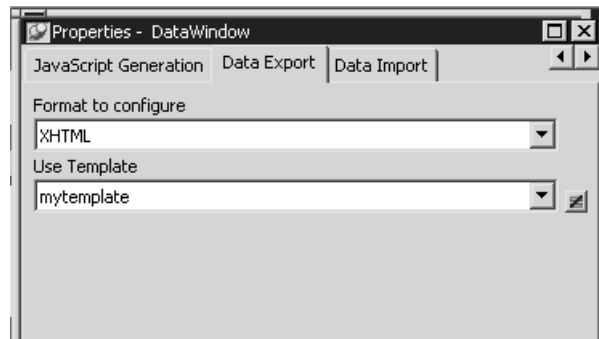 Properties - DataWindow
JavaScript Generation Data Export Data Import
Format to configure
XHTML
Use Template
mytemplate